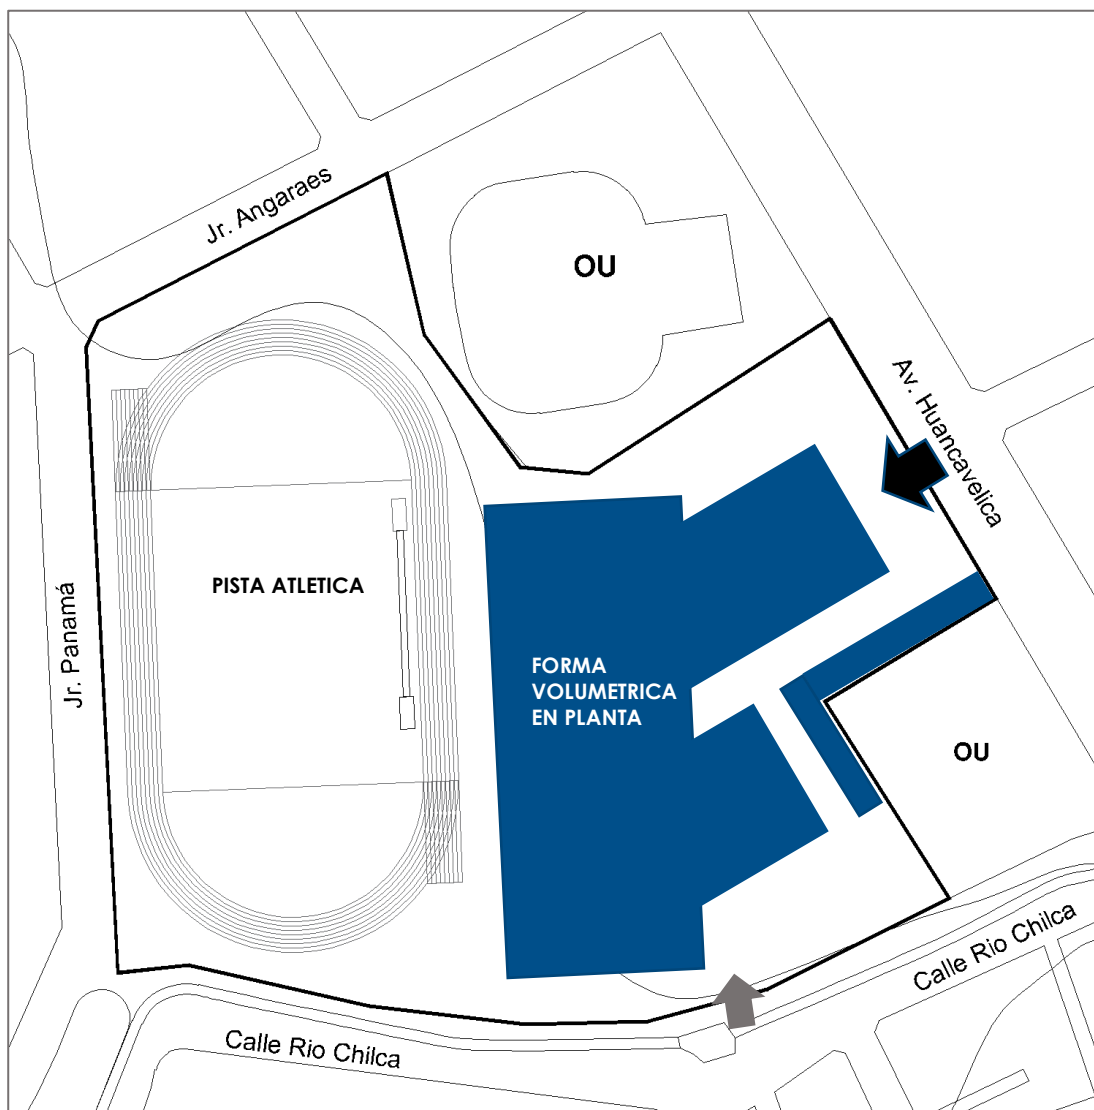 Jr. Angaraes
OU
Av. Huancavelica
PISTA ATLETICA
Jr. Panamá
FORMA
VOLUMETRICA
EN PLANTA
OU
Calle Rio Chilca
Calle Rio Chilca